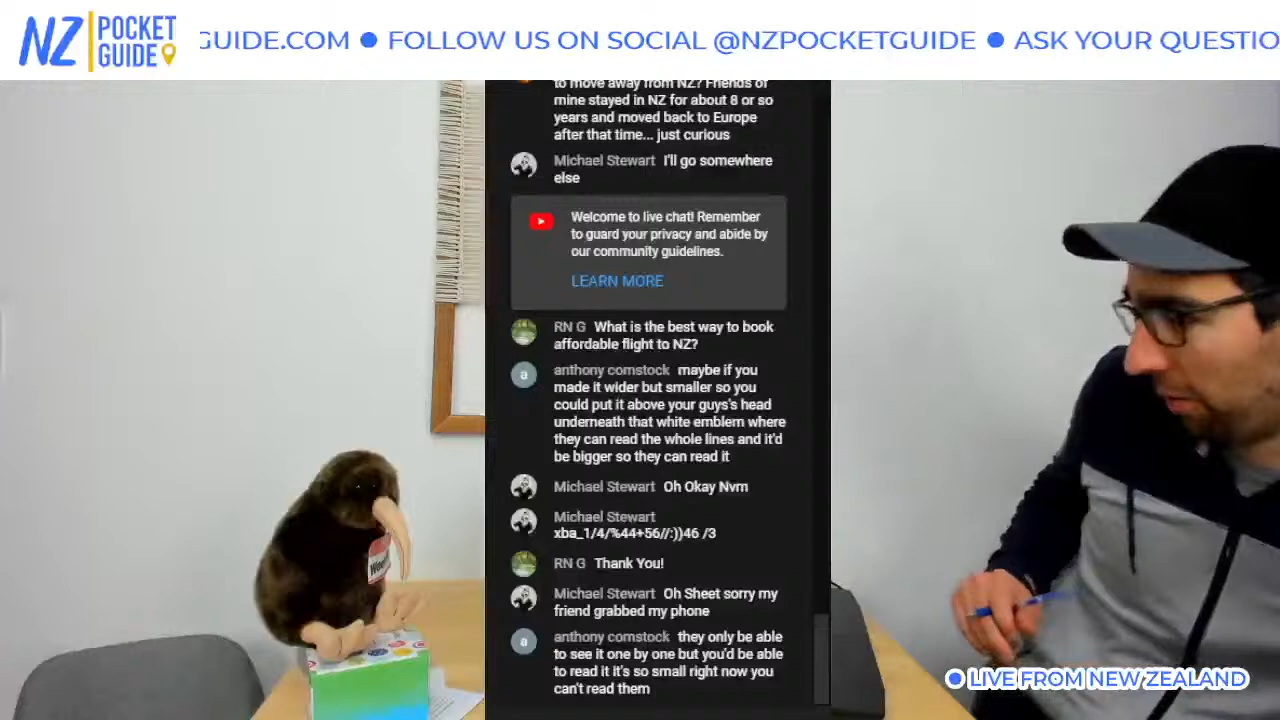 NZ POCKET GUIDE
GUIDE.COM ● FOLLOW US ON SOCIAL @NZPOCKETGUIDE ● ASK YOUR QUESTIO
to move away from NZ? Friends of
mine stayed in NZ for about 8 or so
years and moved back to Europe
after that time... just curious
Michael Stewart I'll go somewhere
else
Welcome to live chat! Remember
to guard your privacy and abide by
our community guidelines.
LEARN MORE
RN G What is the best way to book
affordable flight to NZ?
a
anthony comstock maybe if you
made it wider but smaller so you
could put it above your guys's head
underneath that white emblem where
they can read the whole lines and it'd
be bigger so they can read it
Michael Stewart Oh Okay Nvm
Michael Stewart
xba_1/4/%44+56//:))46 /3
RN G Thank You!
Michael Stewart Oh Sheet sorry my
friend grabbed my phone
a
anthony comstock they only be able
to see it one by one but you'd be able
to read it it's so small right now you
can't read them
● LIVE FROM NEW ZEALAND